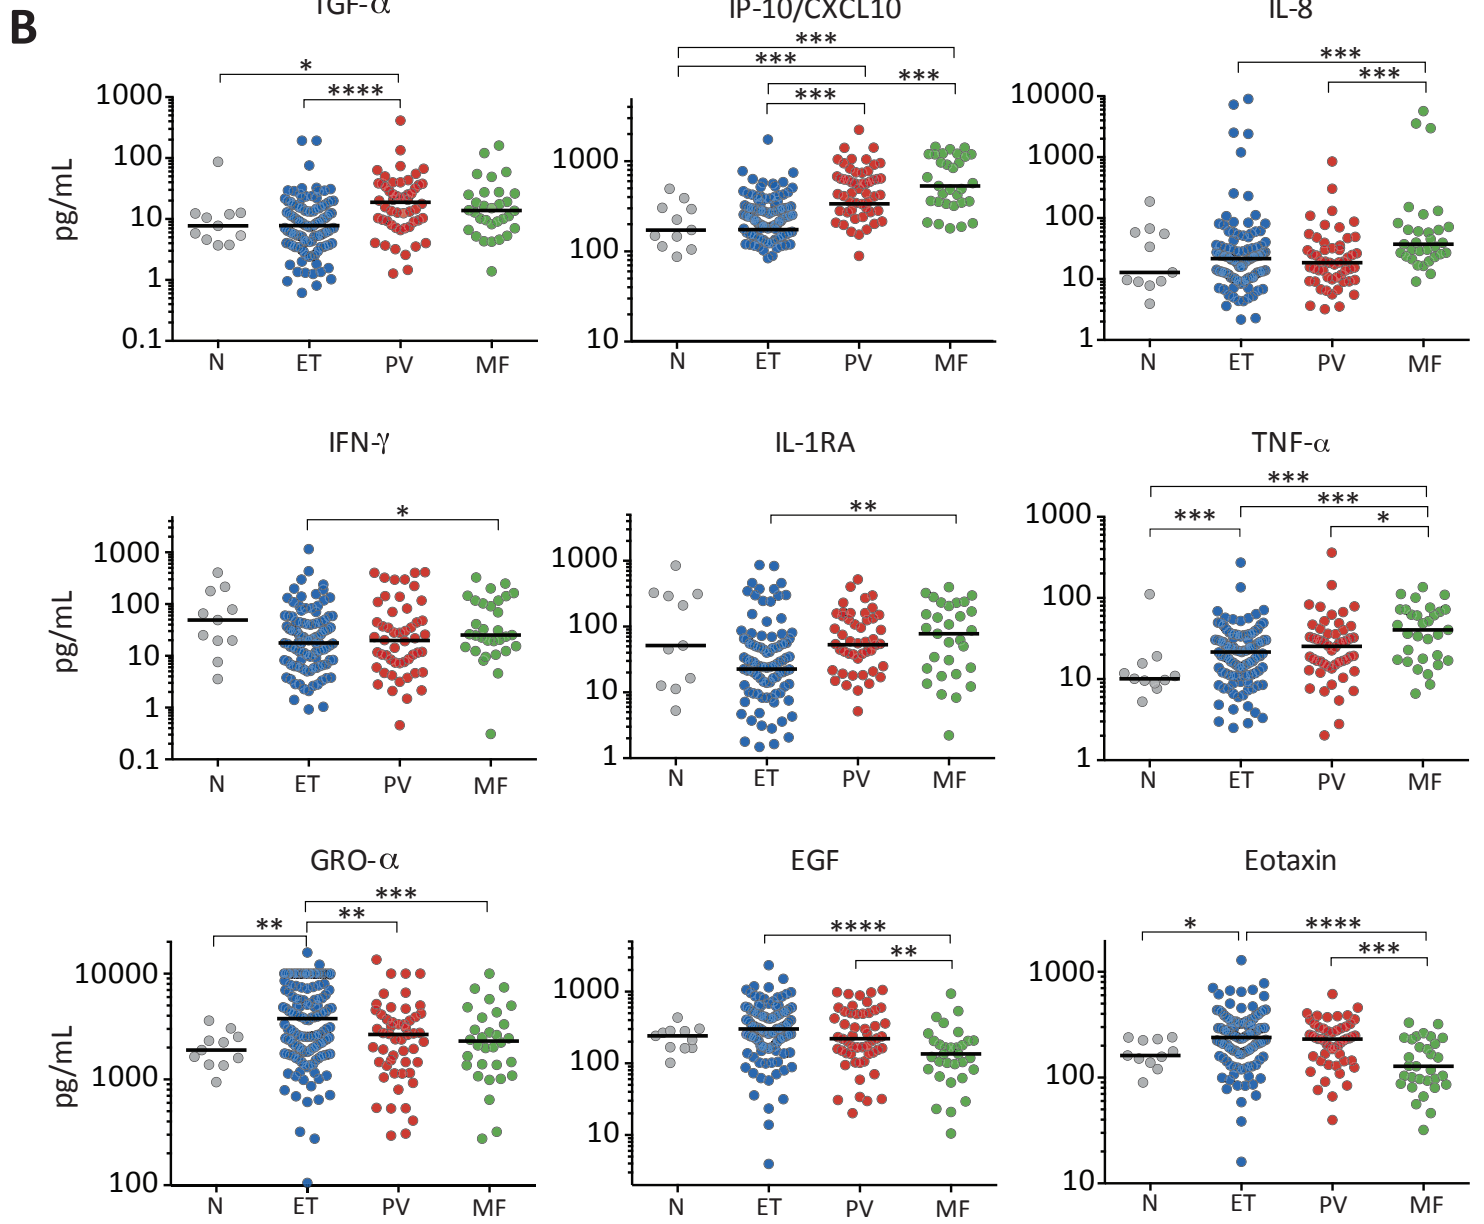 B
TGF-α
IP-10/CXCL10
IL-8
*
****
1000
100
10
1
0.1
pg/mL
N ET PV MF
***
***
***
***
1000
100
10
N ET PV MF
***
***
10000
1000
100
10
1
N ET PV MF
IFN-γ
IL-1RA
TNF-α
*
1000
100
10
1
0.1
pg/mL
N ET PV MF
**
1000
100
10
1
N ET PV MF
***
***
***
*
1000
100
10
1
N ET PV MF
GRO-α
EGF
Eotaxin
***
**
**
10000
1000
100
pg/mL
N ET PV MF
****
**
1000
100
10
N ET PV MF
*
****
***
1000
100
10
N ET PV MF